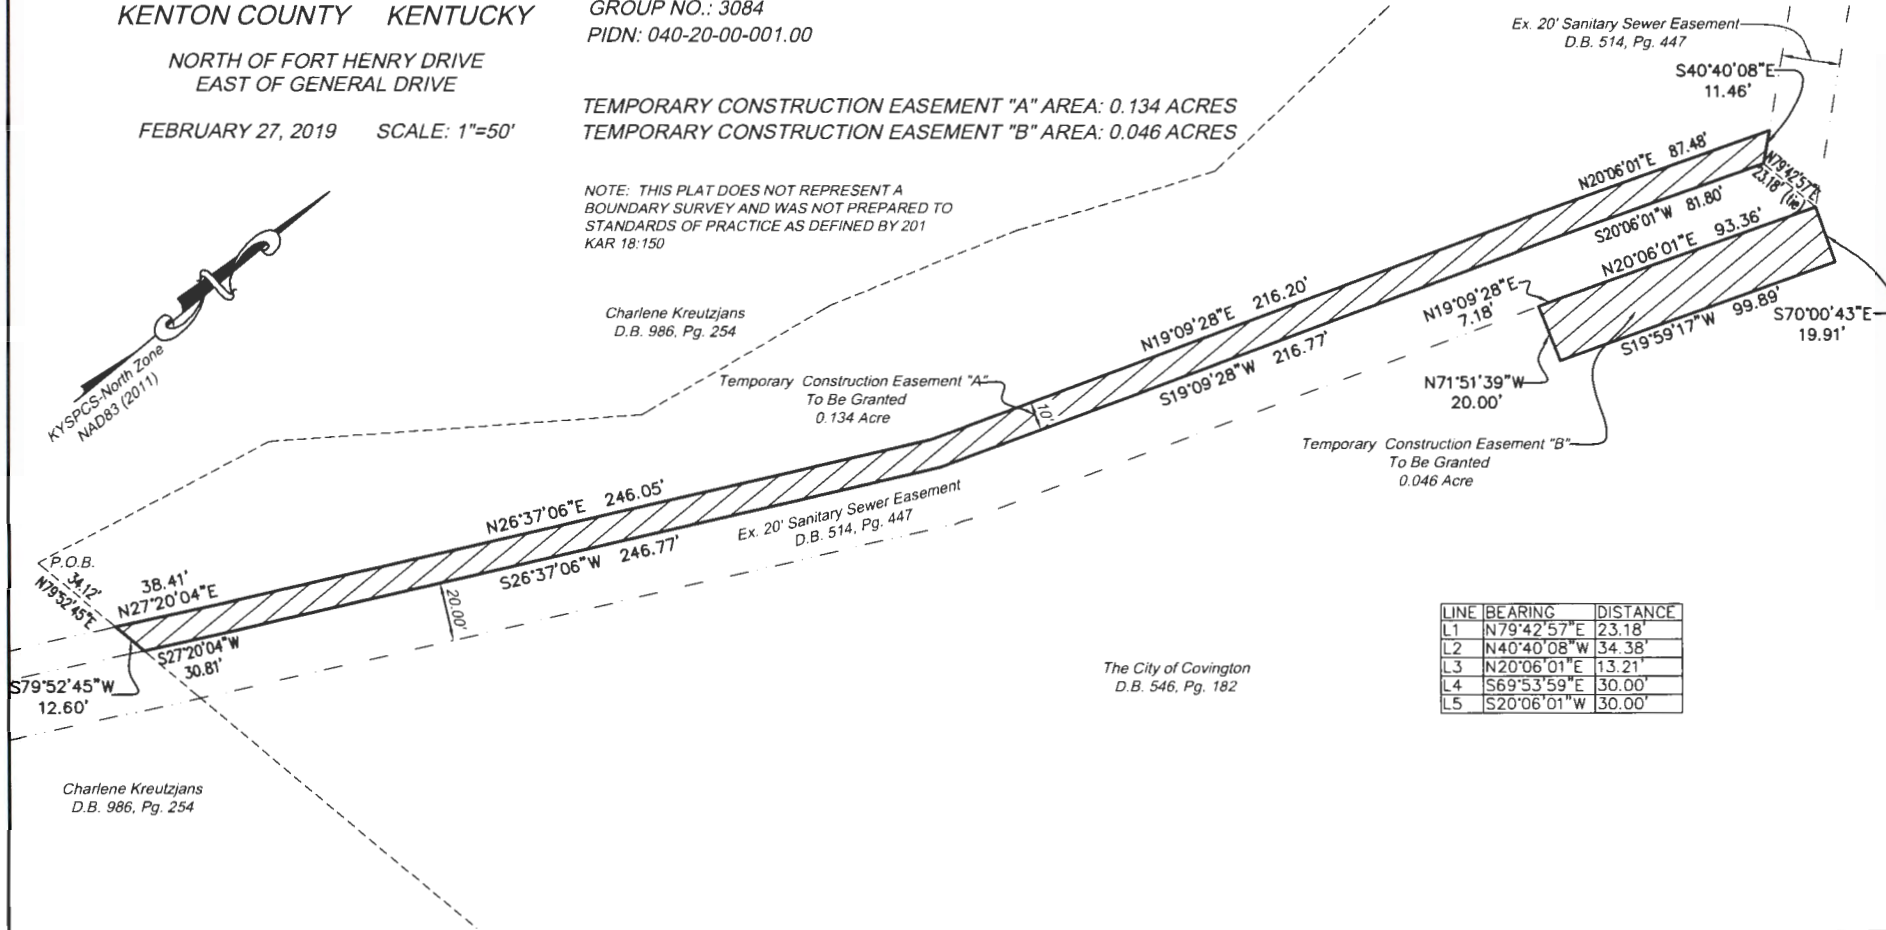 KENTON COUNTY KENTUCKY
NORTH OF FORT HENRY DRIVE
EAST OF GENERAL DRIVE
FEBRUARY 27, 2019 SCALE: 1"=50'
GROUP NO.: 3084
PIDN: 040-20-00-001.00
TEMPORARY CONSTRUCTION EASEMENT "A" AREA: 0.134 ACRES
TEMPORARY CONSTRUCTION EASEMENT "B" AREA: 0.046 ACRES
NOTE: THIS PLAT DOES NOT REPRESENT A
BOUNDARY SURVEY AND WAS NOT PREPARED TO
STANDARDS OF PRACTICE AS DEFINED BY 201
KAR 18:150
KYSPCS-North Zone
NAD83 (2011)
Charlene Kreutzjans
D.B. 986, Pg. 254
Ex. 20' Sanitary Sewer Easement
D.B. 514, Pg. 447
S40°40'08"E
11.46'
N20°06'01"E 87.48'
S20°06'01"W 81.80'
N79°42'57"E
23.18' (tie)
N20°06'01"E 93.36'
N19°09'28"E
7.18'
S19°59'17"W 99.89'
S70°00'43"E
19.91'
N71°51'39"W
20.00'
N19°09'28"E 216.20'
S19°09'28"W 216.77'
Temporary Construction Easement "A"
To Be Granted
0.134 Acre
10'
Temporary Construction Easement "B"
To Be Granted
0.046 Acre
N26°37'06"E 246.05'
S26°37'06"W 246.77'
Ex. 20' Sanitary Sewer Easement
D.B. 514, Pg. 447
20.00'
P.O.B.
34.12'
N79°52'45"E
38.41'
N27°20'04"E
S27°20'04"W
30.81'
S79°52'45"W
12.60'
Charlene Kreutzjans
D.B. 986, Pg. 254
The City of Covington
D.B. 546, Pg. 182
LINE BEARING DISTANCE
L1 N79°42'57"E 23.18'
L2 N40°40'08"W 34.38'
L3 N20°06'01"E 13.21'
L4 S69°53'59"E 30.00'
L5 S20°06'01"W 30.00'